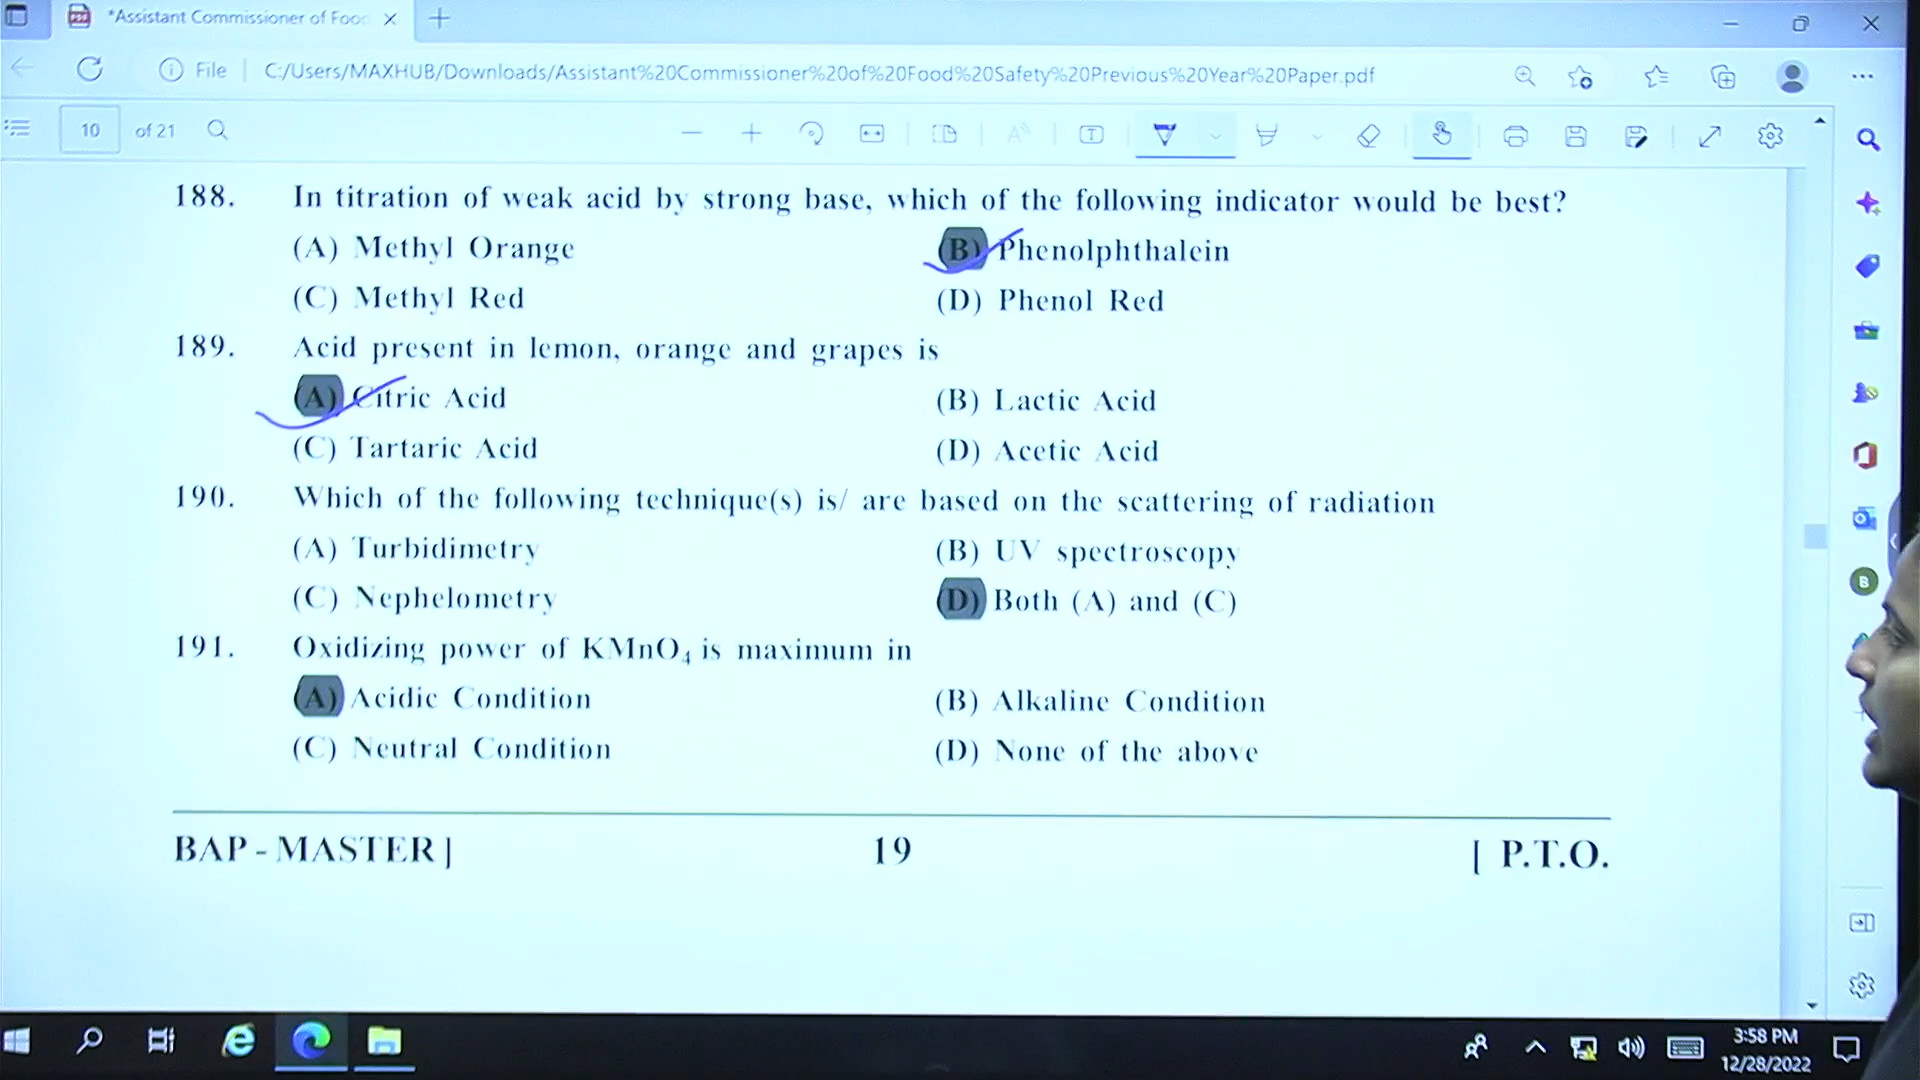 *Assistant Commissioner of Food
File C:/Users/MAXHUB/Downloads/Assistant%20Commissioner%20of%20Food%20Safety%20Previous%20Year%20Paper.pdf
10 of 21
188. In titration of weak acid by strong base, which of the following indicator would be best?
(A) Methyl Orange (B) Phenolphthalein
(C) Methyl Red (D) Phenol Red
189. Acid present in lemon, orange and grapes is
(A) Citric Acid (B) Lactic Acid
(C) Tartaric Acid (D) Acetic Acid
190. Which of the following technique(s) is/ are based on the scattering of radiation
(A) Turbidimetry (B) UV spectroscopy
(C) Nephelometry (D) Both (A) and (C)
191. Oxidizing power of KMnO₄ is maximum in
(A) Acidic Condition (B) Alkaline Condition
(C) Neutral Condition (D) None of the above
BAP - MASTER ] 19 [ P.T.O.
3:58 PM
12/28/2022